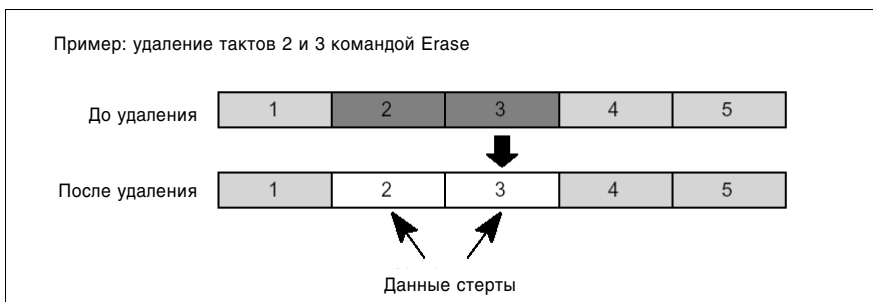 Пример: удаление тактов 2 и 3 командой Erase
До удаления 1 2 3 4 5
После удаления 1 2 3 4 5
Данные стерты